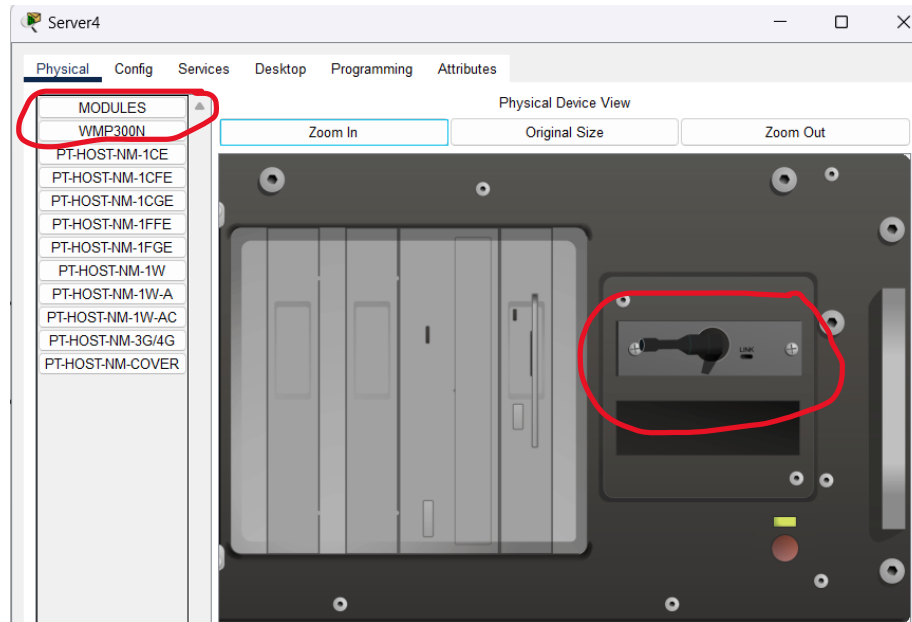 Server4
Physical Config Services Desktop Programming Attributes
MODULES
WMP300N
PT-HOST-NM-1CE
PT-HOST-NM-1CFE
PT-HOST-NM-1CGE
PT-HOST-NM-1FFE
PT-HOST-NM-1FGE
PT-HOST-NM-1W
PT-HOST-NM-1W-A
PT-HOST-NM-1W-AC
PT-HOST-NM-3G/4G
PT-HOST-NM-COVER
Physical Device View
Zoom In Original Size Zoom Out
LINK